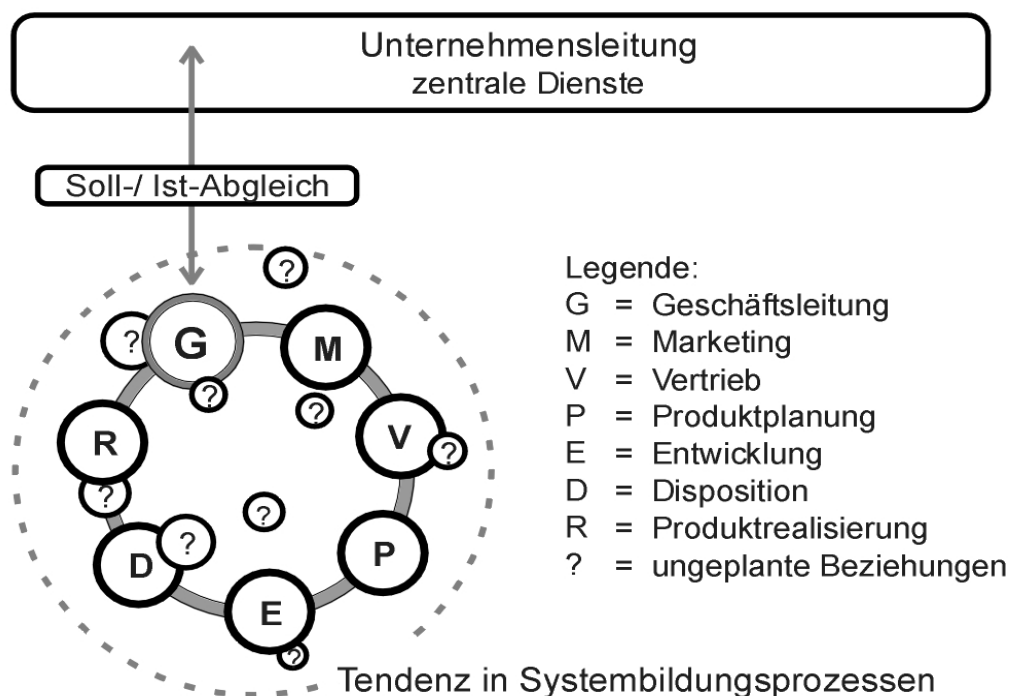 Unternehmensleitung
zentrale Dienste
Soll-/ Ist-Abgleich
?
?
G
M
?
?
R
V
?
?
?
?
D
P
E
?
Legende:
G = Geschäftsleitung
M = Marketing
V = Vertrieb
P = Produktplanung
E = Entwicklung
D = Disposition
R = Produktrealisierung
? = ungeplante Beziehungen
Tendenz in Systembildungsprozessen